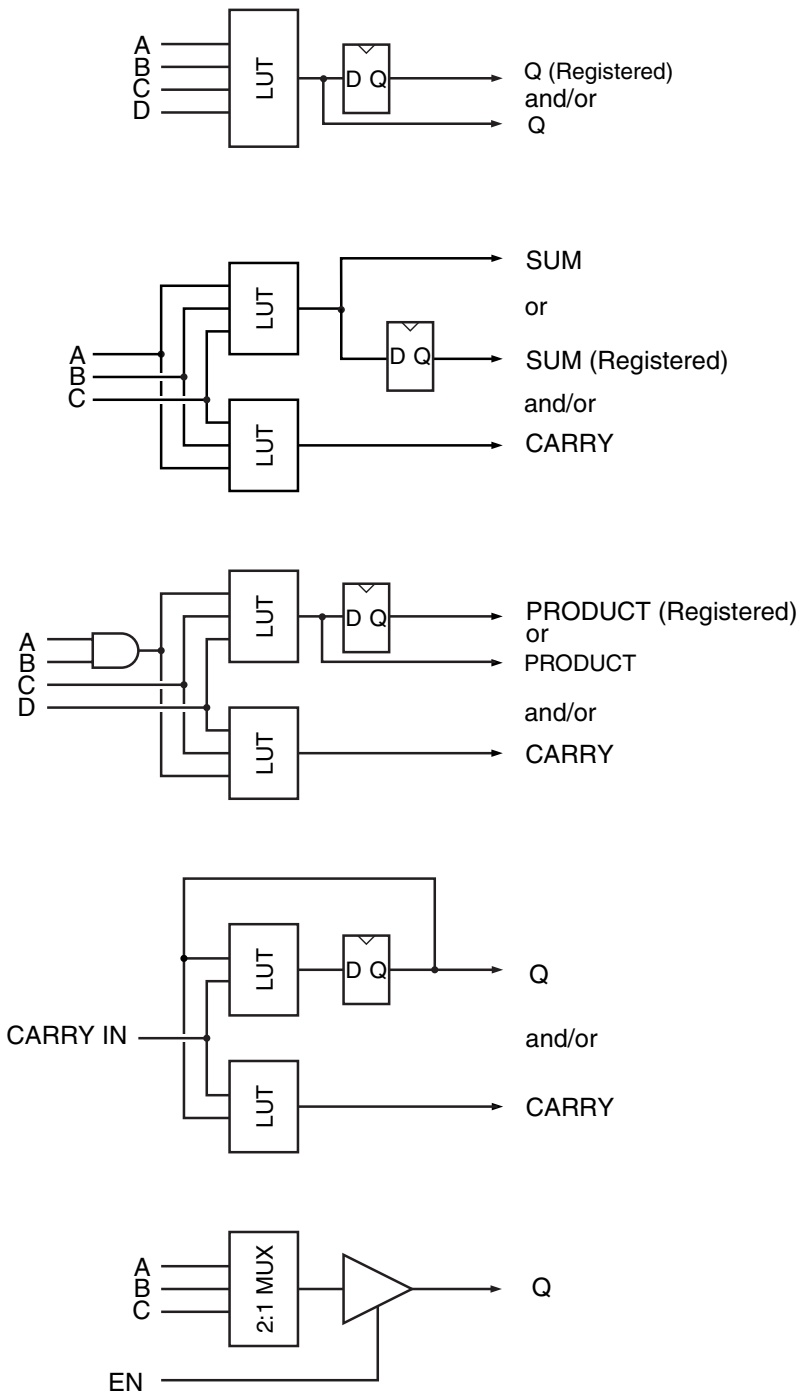 A
B
C
D
LUT
D Q
Q (Registered)
and/or
Q
A
B
C
LUT
LUT
D Q
SUM
or
SUM (Registered)
and/or
CARRY
A
B
C
D
LUT
LUT
D Q
PRODUCT (Registered)
or
PRODUCT
and/or
CARRY
CARRY IN
LUT
LUT
D Q
Q
and/or
CARRY
A
B
C
2:1 MUX
Q
EN